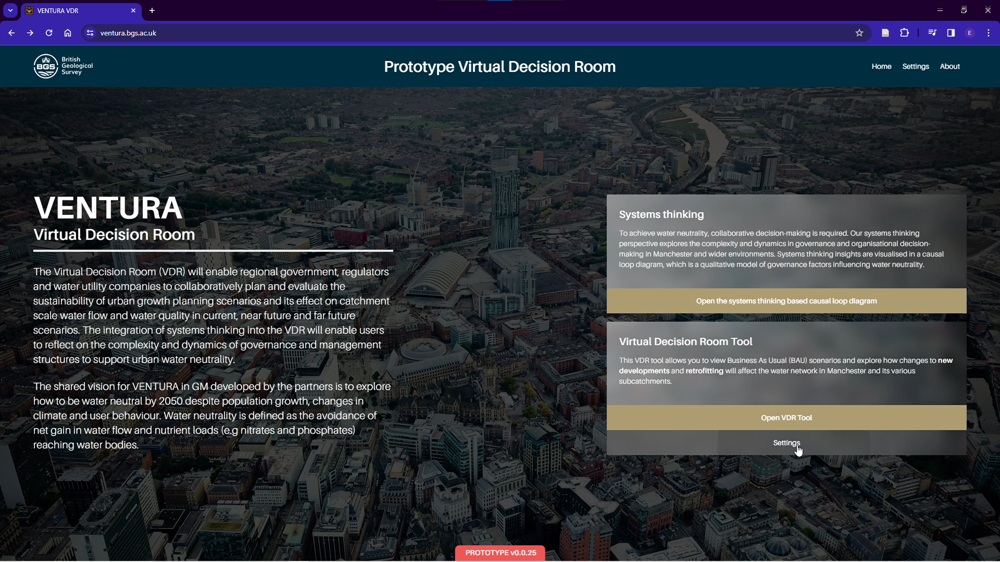 VENTURA VDR
ventura.bgs.ac.uk
E
BGS
British
Geological
Survey
Prototype Virtual Decision Room
Home Settings About
VENTURA
Virtual Decision Room
The Virtual Decision Room (VDR) will enable regional government, regulators
and water utility companies to collaboratively plan and evaluate the
sustainability of urban growth planning scenarios and its effect on catchment
scale water flow and water quality in current, near future and far future
scenarios. The integration of systems thinking into the VDR will enable users
to reflect on the complexity and dynamics of governance and management
structures to support urban water neutrality.
The shared vision for VENTURA in GM developed by the partners is to explore
how to be water neutral by 2050 despite population growth, changes in
climate and user behaviour. Water neutrality is defined as the avoidance of
net gain in water flow and nutrient loads (e.g nitrates and phosphates)
reaching water bodies.
Systems thinking
To achieve water neutrality, collaborative decision-making is required. Our systems thinking
perspective explores the complexity and dynamics in governance and organisational decision-
making in Manchester and wider environments. Systems thinking insights are visualised in a causal
loop diagram, which is a qualitative model of governance factors influencing water neutrality.
Open the systems thinking based causal loop diagram
Virtual Decision Room Tool
This VDR tool allows you to view Business As Usual (BAU) scenarios and explore how changes to new
developments and retrofitting will affect the water network in Manchester and its various
subcatchments.
Open VDR Tool
Settings
PROTOTYPE v0.0.25